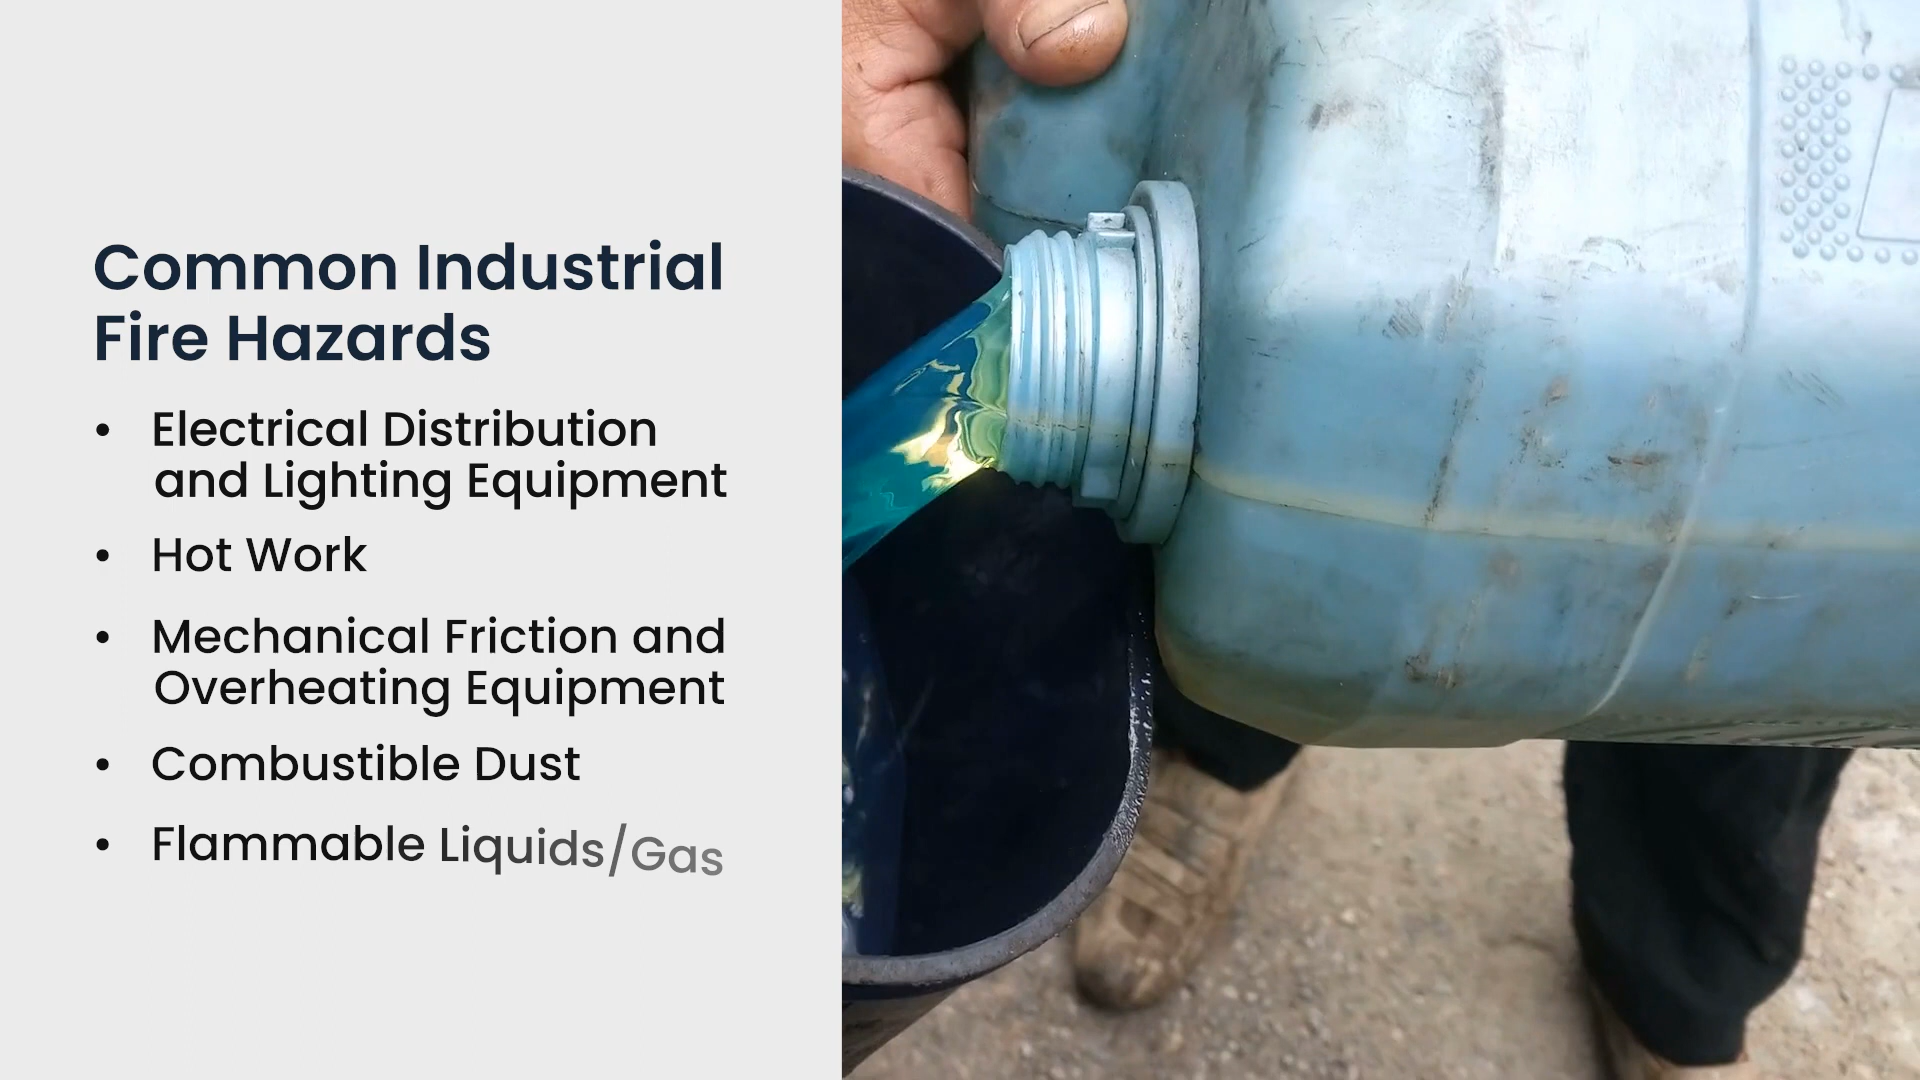 Common Industrial
Fire Hazards
• Electrical Distribution
and Lighting Equipment
• Hot Work
• Mechanical Friction and
Overheating Equipment
• Combustible Dust
• Flammable Liquids/Gas